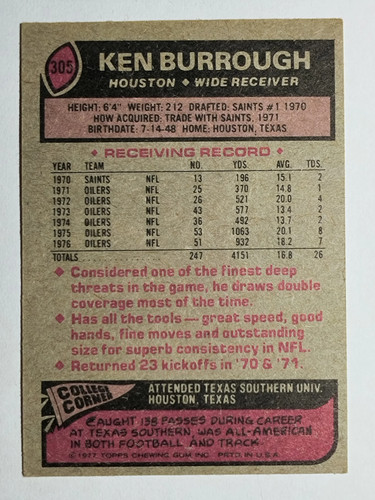 305
KEN BURROUGH
HOUSTON ◆ WIDE RECEIVER
HEIGHT: 6'4" WEIGHT: 212 DRAFTED: SAINTS #1 1970
HOW ACQUIRED: TRADE WITH SAINTS, 1971
BIRTHDATE: 7-14-48 HOME: HOUSTON, TEXAS
◆ RECEIVING RECORD ◆
YEAR TEAM NO. YDS. AVG. TDS.
1970 SAINTS NFL 13 196 15.1 2
1971 OILERS NFL 25 370 14.8 1
1972 OILERS NFL 26 521 20.0 4
1973 OILERS NFL 43 577 13.4 2
1974 OILERS NFL 36 492 13.7 2
1975 OILERS NFL 53 1063 20.1 8
1976 OILERS NFL 51 932 18.2 7
TOTALS 247 4151 16.8 26
◆ Considered one of the finest deep
threats in the game, he draws double
coverage most of the time.
◆ Has all the tools — great speed, good
hands, fine moves and outstanding
size for superb consistency in NFL.
◆ Returned 23 kickoffs in '70 & '71.
COLLEGE
CORNER
ATTENDED TEXAS SOUTHERN UNIV.
HOUSTON, TEXAS
CAUGHT 138 PASSES DURING CAREER
AT TEXAS SOUTHERN, WAS ALL-AMERICAN
IN BOTH FOOTBALL AND TRACK.
© 1977 TOPPS CHEWING GUM INC. PRTD. IN U.S.A.